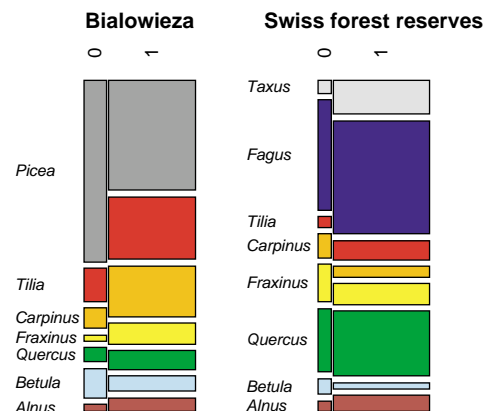 Bialowieza
0 1
Picea
Tilia
Carpinus
Fraxinus
Quercus
Betula
Alnus
Swiss forest reserves
0 1
Taxus
Fagus
Tilia
Carpinus
Fraxinus
Quercus
Betula
Alnus